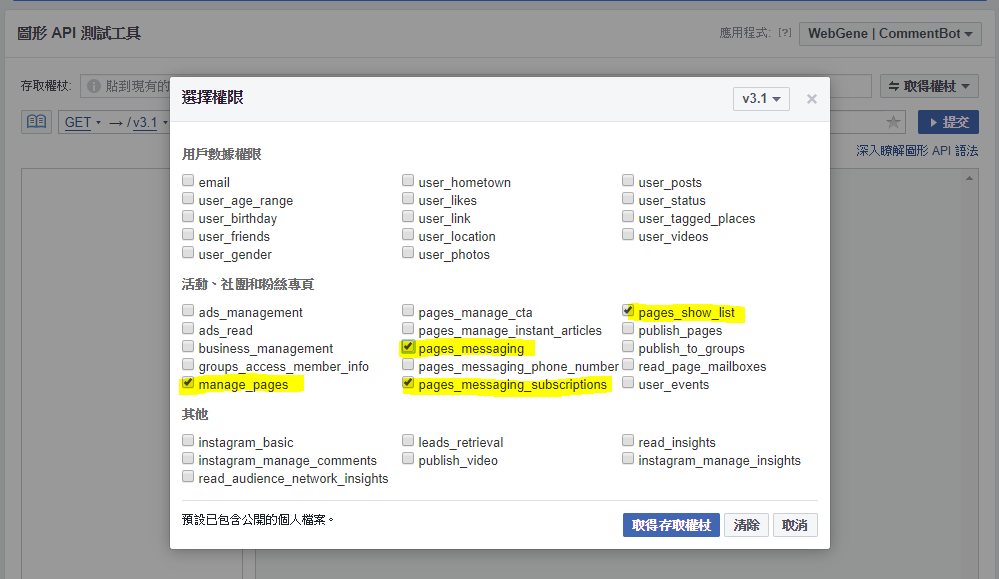 圖形 API 測試工具
應用程式: [?] WebGene | CommentBot
存取權杖: 貼到現有的 取得權杖
GET → / v3.1 提交
深入瞭解圖形 API 語法
選擇權限 v3.1 ×
用戶數據權限
email user_hometown user_posts
user_age_range user_likes user_status
user_birthday user_link user_tagged_places
user_friends user_location user_videos
user_gender user_photos
活動、社團和粉絲專頁
ads_management pages_manage_cta pages_show_list
ads_read pages_manage_instant_articles publish_pages
business_management pages_messaging publish_to_groups
groups_access_member_info pages_messaging_phone_number read_page_mailboxes
manage_pages pages_messaging_subscriptions user_events
其他
instagram_basic leads_retrieval read_insights
instagram_manage_comments publish_video instagram_manage_insights
read_audience_network_insights
預設已包含公開的個人檔案。
取得存取權杖 清除 取消